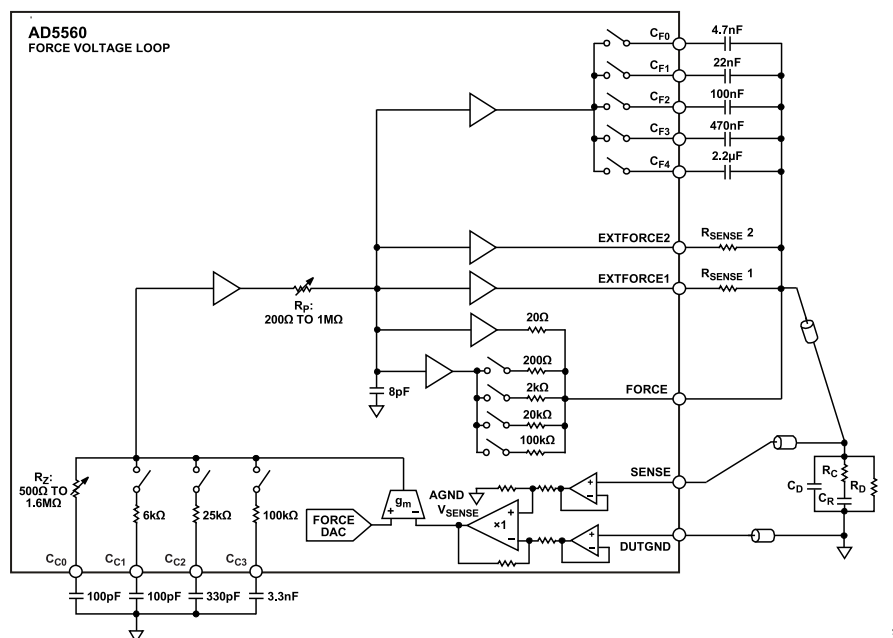 AD5560
FORCE VOLTAGE LOOP
CF0
4.7nF
CF1
22nF
CF2
100nF
CF3
470nF
CF4
2.2µF
EXTFORCE2
RSENSE 2
EXTFORCE1
RSENSE 1
RP:
200Ω TO 1MΩ
20Ω
200Ω
8pF
2kΩ
FORCE
20kΩ
100kΩ
RZ:
500Ω TO
1.6MΩ
6kΩ
25kΩ
100kΩ
+ gm −
FORCE
DAC
AGND
VSENSE
×1
+
−
+
−
+
−
SENSE
DUTGND
CD
RC
CR
RD
CC0
CC1
CC2
CC3
100pF
100pF
330pF
3.3nF